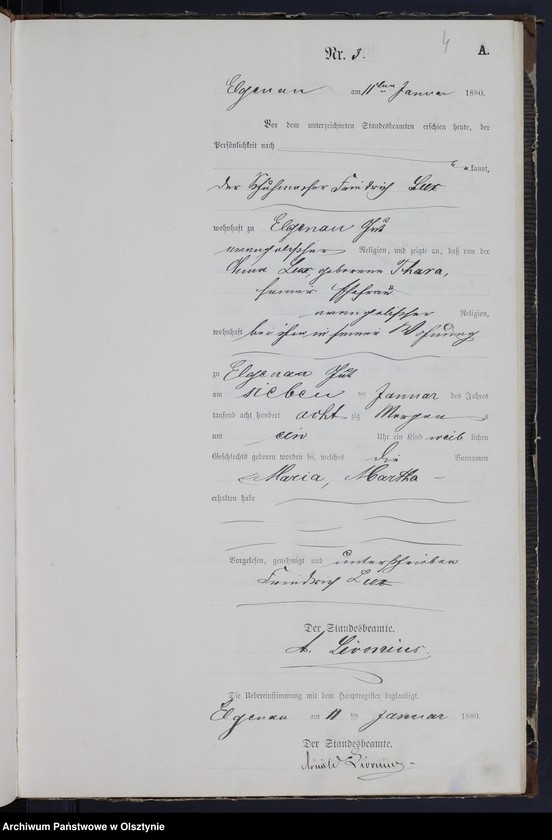 4
Nr. 3.
A.
Elgenau am 11ten Januar 1880.
Vor dem unterzeichneten Standesbeamten erschien heute, der
Persönlichkeit nach
kannt,
der Schuhmacher Friedrich Lux
wohnhaft zu Elgenau Gut
evangelischer Religion, und zeigte an, daß von der
Lux, geborene Thara,
seiner Ehefrau
evangelischer Religion,
wohnhaft bei ihm in seiner Wohnung
zu Elgenau Gut
am sieben ten Januar des Jahres
tausend acht hundert acht zig Morgens
um ein Uhr ein Kind weib lichen
Geschlechts geboren worden sei, welches die Vornamen
Maria, Martha
erhalten habe
Vorgelesen, genehmigt und unterschrieben
Friedrich Lux
Der Standesbeamte.
A. Livonius.
Die Uebereinstimmung mit dem Hauptregister beglaubigt.
Elgenau am 11 ten Januar 1880.
Der Standesbeamte.
Arnold Livonius
Archiwum Państwowe w Olsztynie